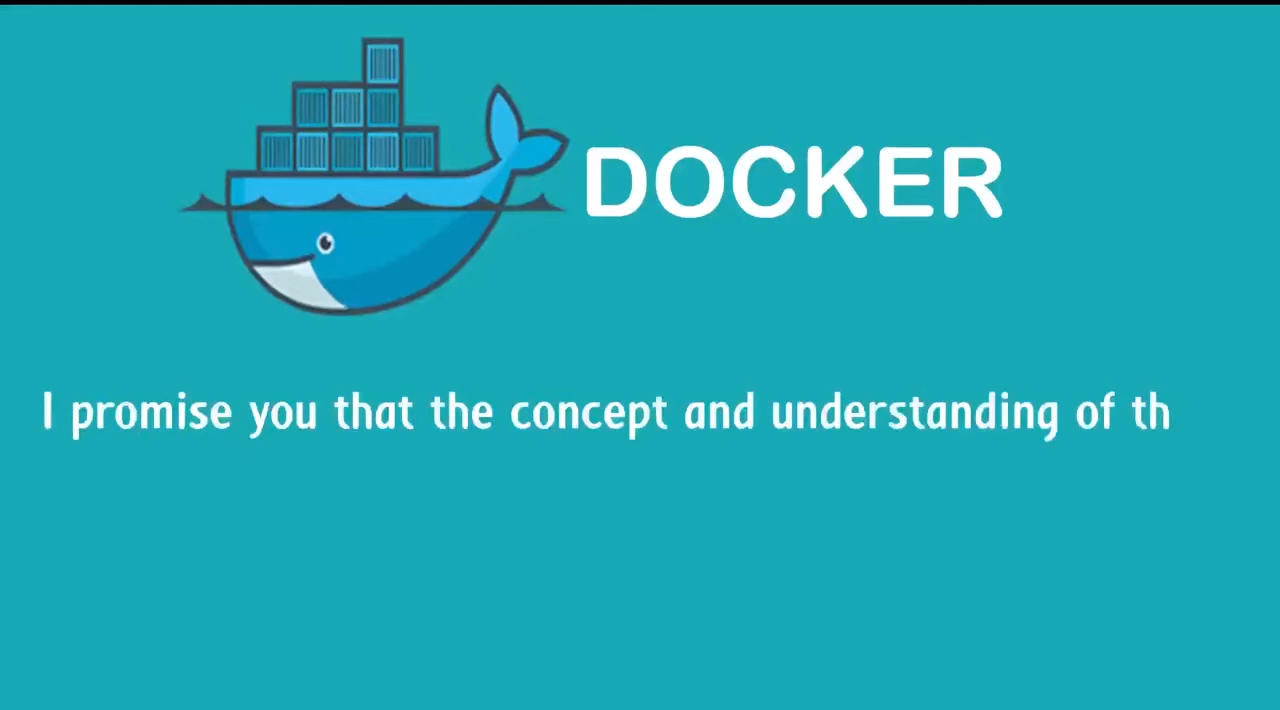 DOCKER
I promise you that the concept and understanding of th